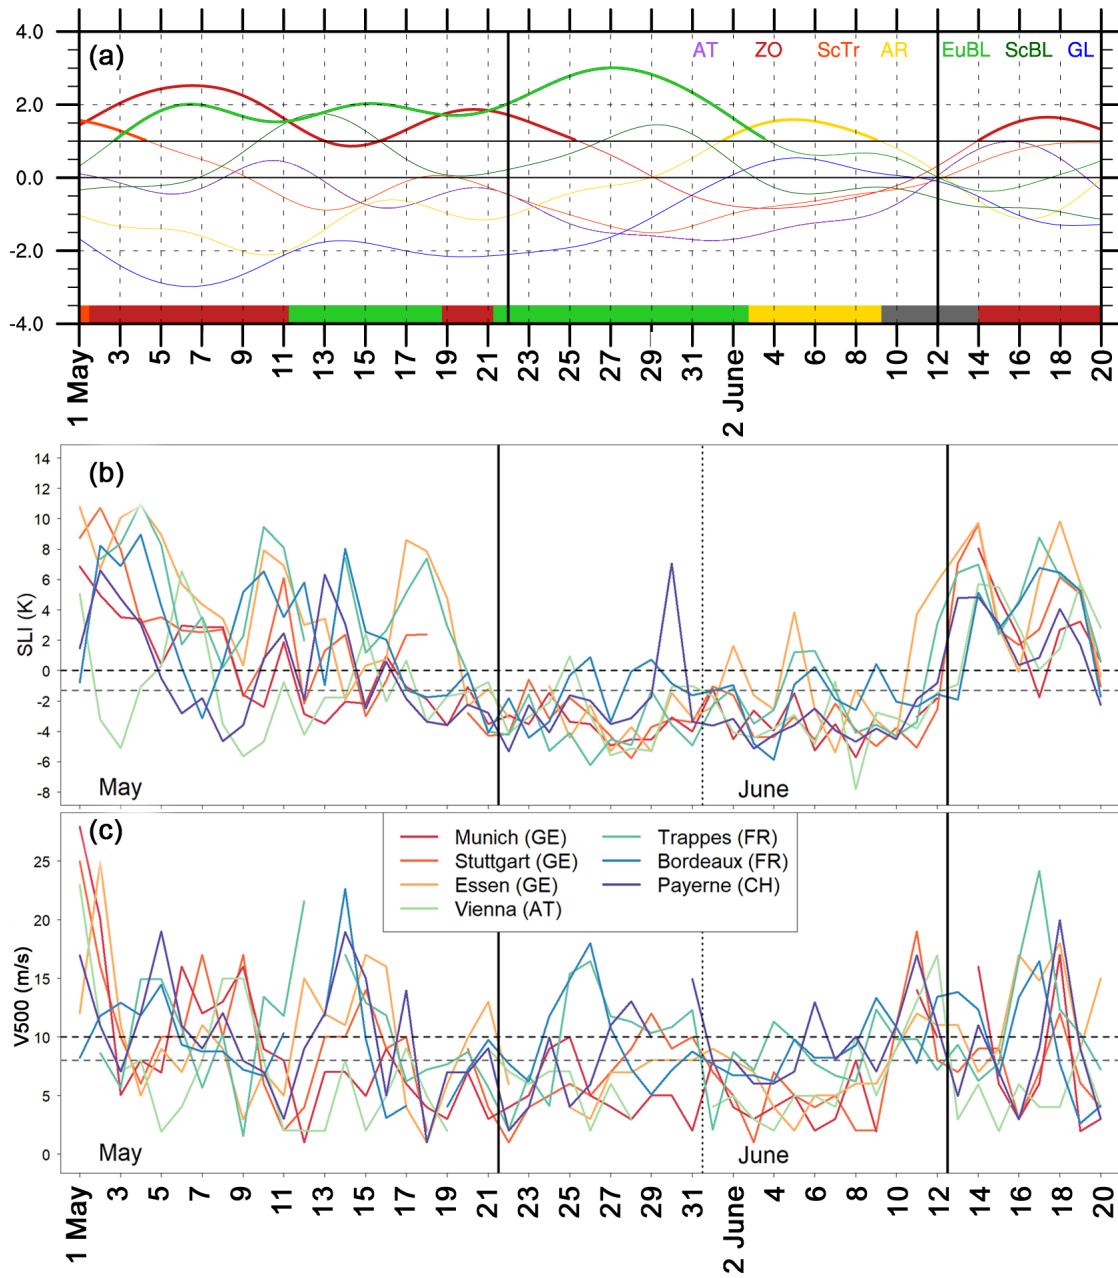 4.0
(a)
AT ZO ScTr AR EuBL ScBL GL
2.0
0.0
-2.0
-4.0
1 May 3 5 7 9 11 13 15 17 19 21 23 25 27 29 31 2 June 4 6 8 10 12 14 16 18 20
14
(b)
12
10
8
6
4
2
0
-2
-4
-6
-8
SLI (K)
May
June
(c)
25
20
15
10
5
0
V500 (m/s)
Munich (GE) Trappes (FR)
Stuttgart (GE) Bordeaux (FR)
Essen (GE) Payerne (CH)
Vienna (AT)
May
June
1 May 3 5 7 9 11 13 15 17 19 21 23 25 27 29 31 2 June 4 6 8 10 12 14 16 18 20